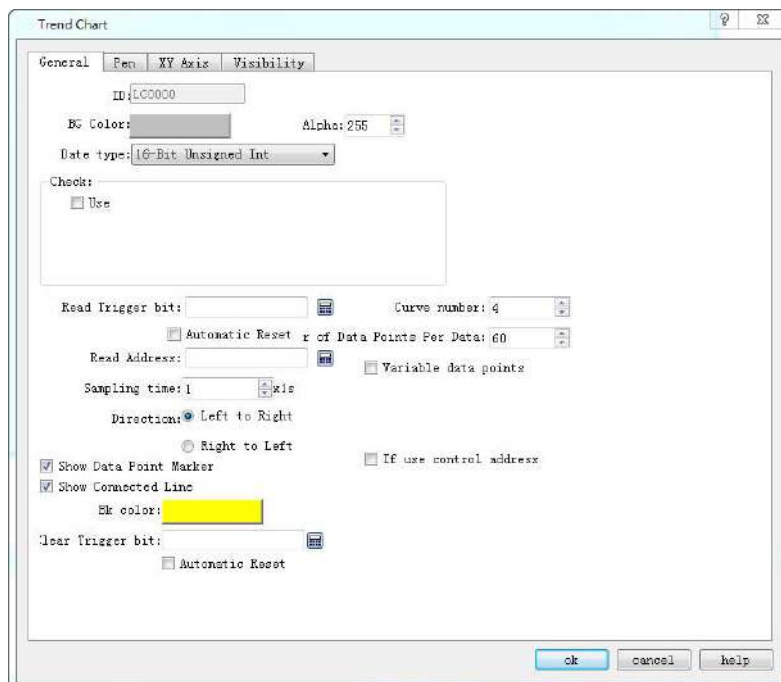 Trend Chart
General Pen XY Axis Visibility
ID: LC0000
BG Color: Alpha: 255
Date type: 16-Bit Unsigned Int
Check:
Use
Read Trigger bit: Curve number: 4
Automatic Reset r of Data Points Per Data: 60
Read Address: Variable data points
Sampling time: 1 xis
Direction: Left to Right
Right to Left
If use control address
Show Data Point Marker
Show Connected Line
Bk color:
Clear Trigger bit:
Automatic Reset
ok cancel help